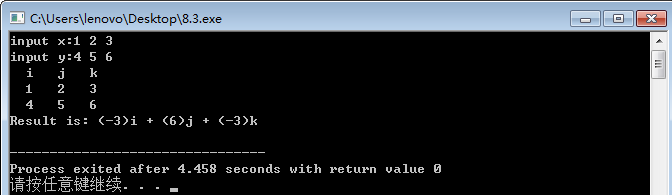 C:\Users\lenovo\Desktop\8.3.exe
input x:1 2 3
input y:4 5 6
  i   j   k
  1   2   3
  4   5   6
Result is: (-3)i + (6)j + (-3)k
--------------------------------
Process exited after 4.458 seconds with return value 0
请按任意键继续. . .